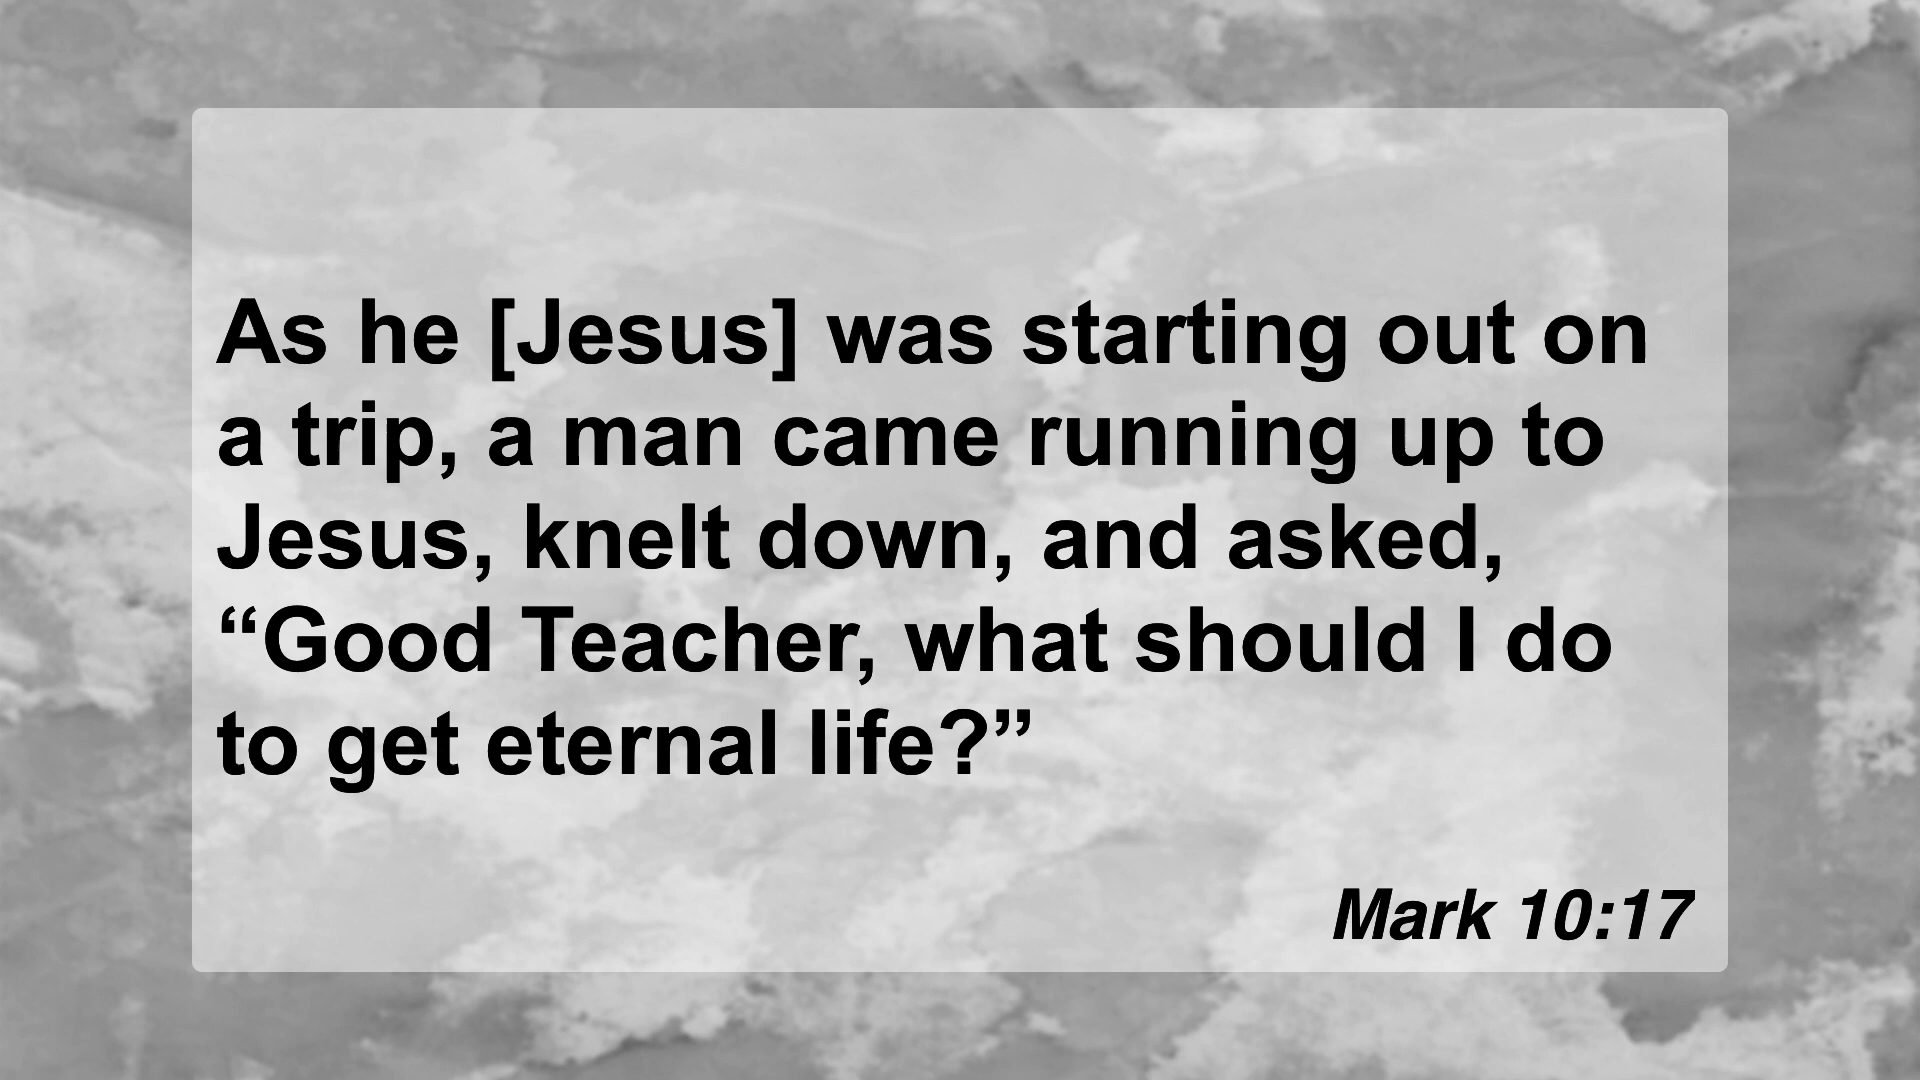 As he [Jesus] was starting out on
a trip, a man came running up to
Jesus, knelt down, and asked,
“Good Teacher, what should I do
to get eternal life?”
Mark 10:17